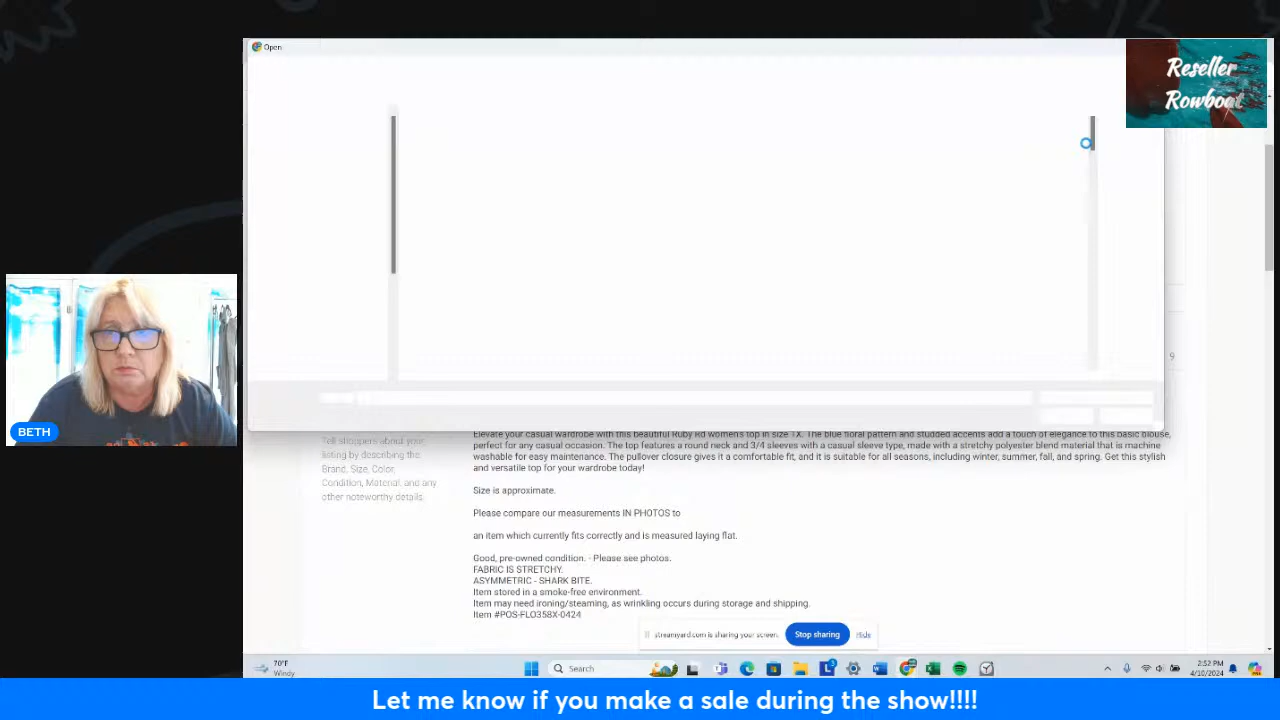 Open
Reseller
Rowboat
9
Tell shoppers about your
listing by describing the
Brand, Size, Color,
Condition, Material, and any
other noteworthy details.
Elevate your casual wardrobe with this beautiful Ruby Rd women's top in size 1X. The blue floral pattern and studded accents add a touch of elegance to this basic blouse,
perfect for any casual occasion. The top features a round neck and 3/4 sleeves with a casual sleeve type, made with a stretchy polyester blend material that is machine
washable for easy maintenance. The pullover closure gives it a comfortable fit, and it is suitable for all seasons, including winter, summer, fall, and spring. Get this stylish
and versatile top for your wardrobe today!
Size is approximate.
Please compare our measurements IN PHOTOS to
an item which currently fits correctly and is measured laying flat.
Good, pre-owned condition. - Please see photos.
FABRIC IS STRETCHY.
ASYMMETRIC - SHARK BITE.
Item stored in a smoke-free environment.
Item may need ironing/steaming, as wrinkling occurs during storage and shipping.
Item #POS-FLO358X-0424
BETH
streamyard.com is sharing your screen.
Stop sharing
Hide
70°F
Windy
Search
2:52 PM
4/10/2024
Let me know if you make a sale during the show!!!!